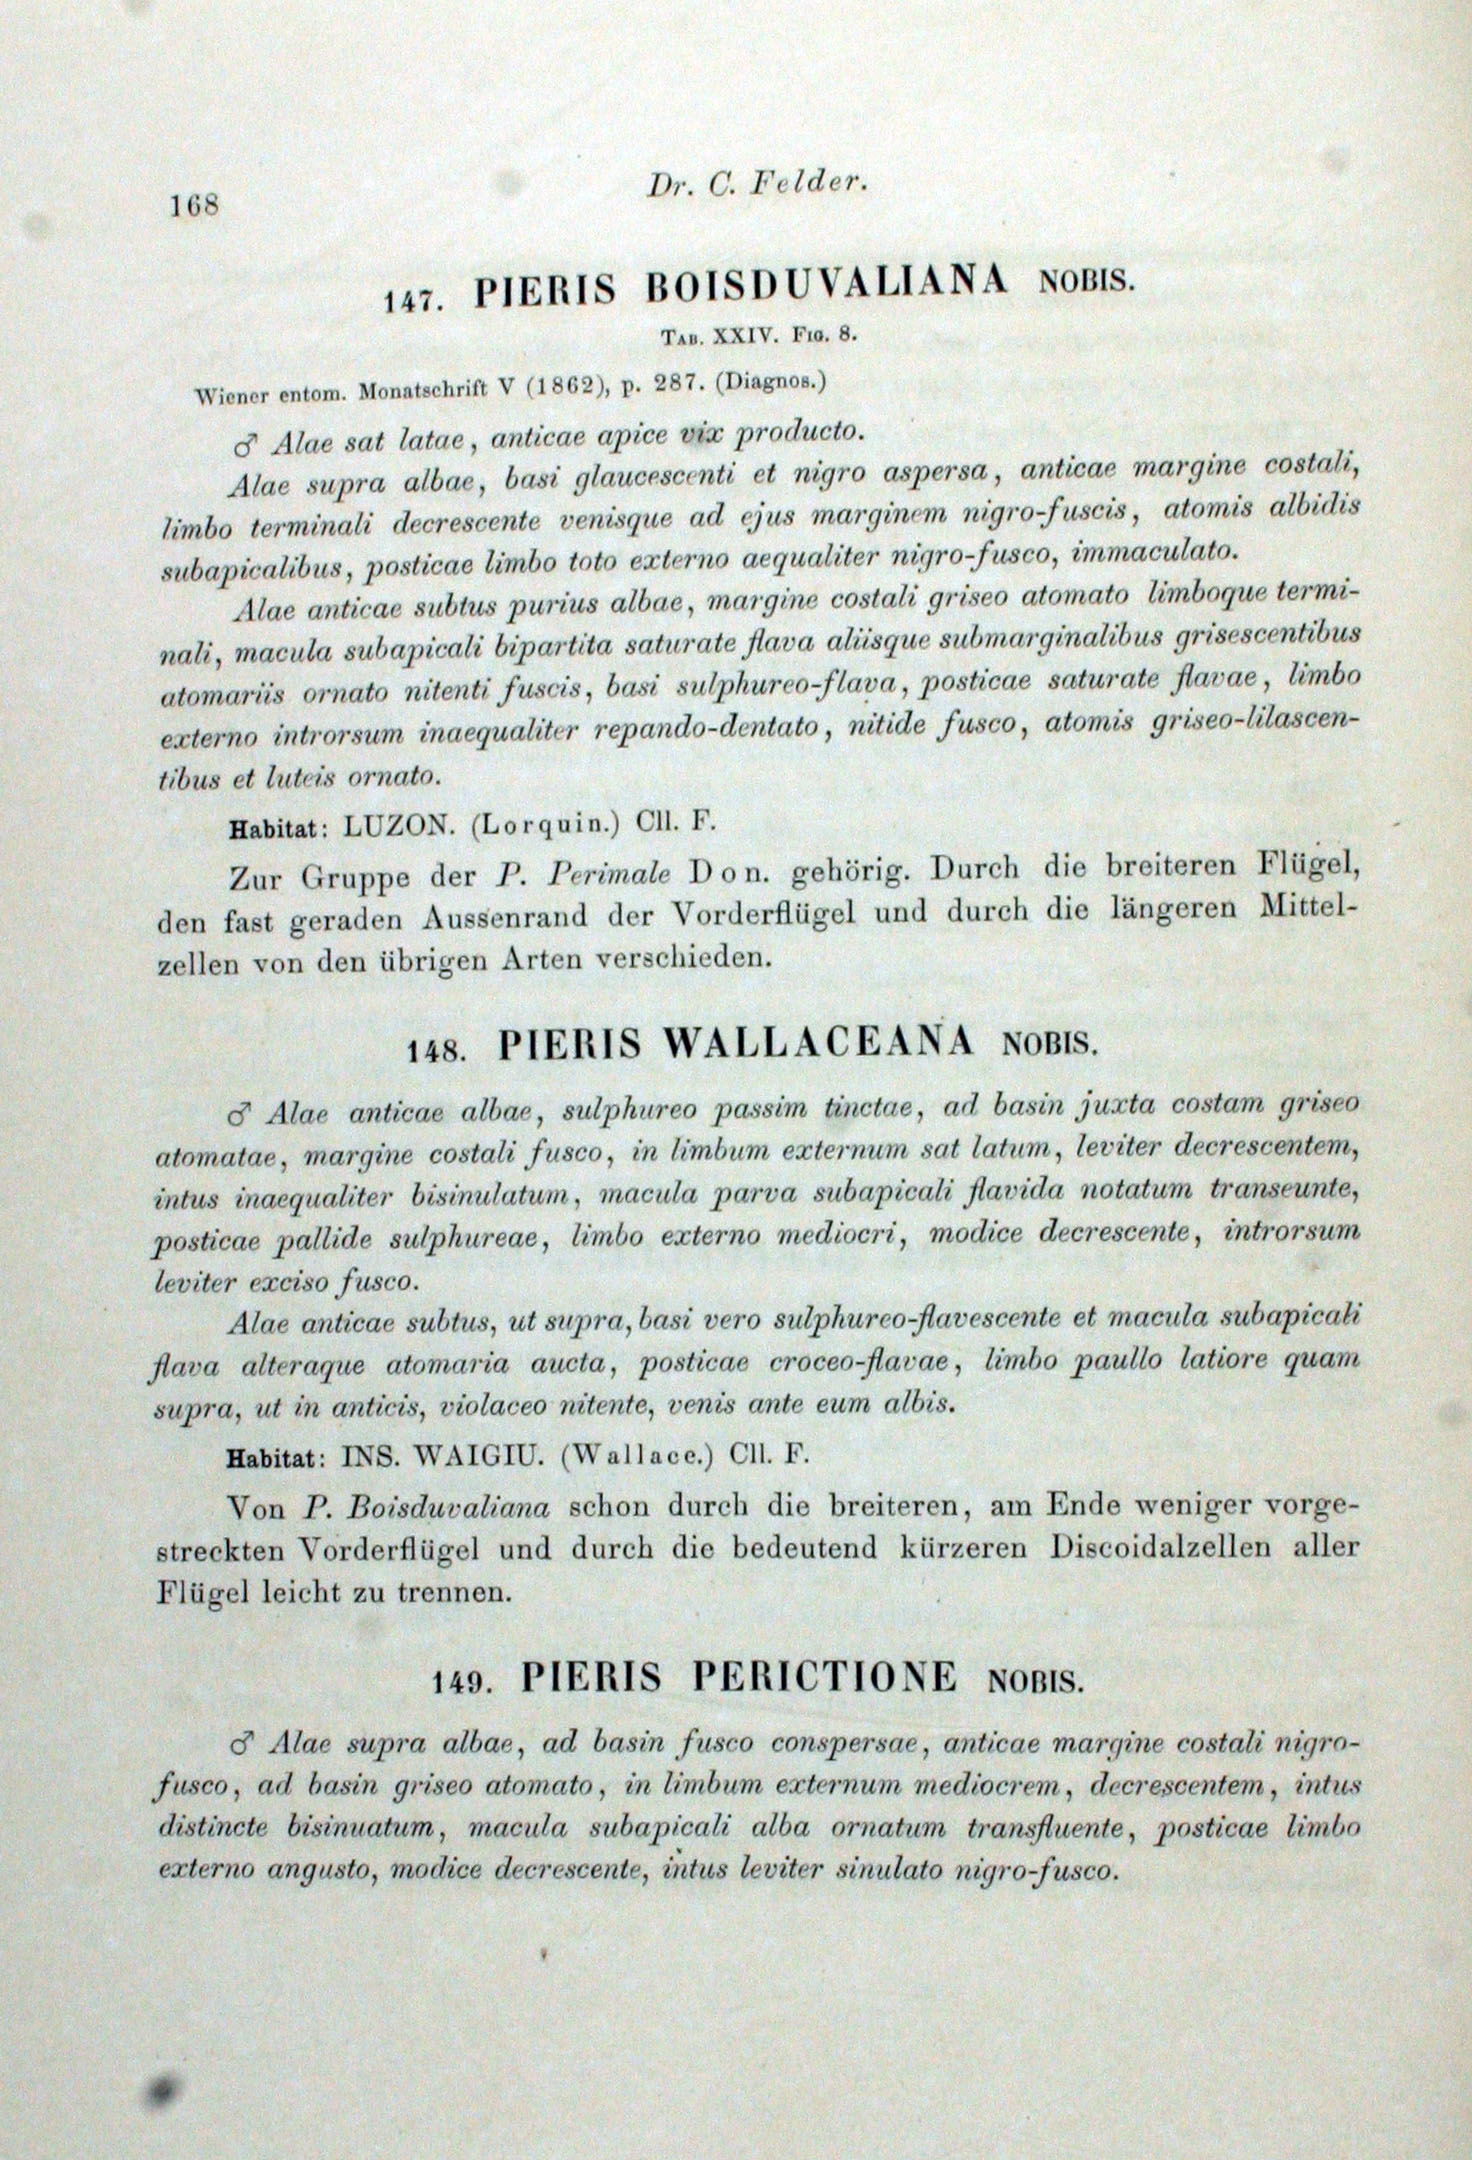 168
Dr. C. Felder.
147. PIERIS BOISDUVALIANA NOBIS.
TAB. XXIV. FIG. 8.
Wiener entom. Monatschrift V (1862), p. 287. (Diagnos.)
♂ Alae sat latae, anticae apice vix producto.
Alae supra albae, basi glaucescenti et nigro aspersa, anticae margine costali,
limbo terminali decrescente venisque ad ejus marginem nigro-fuscis, atomis albidis
subapicalibus, posticae limbo toto externo aequaliter nigro-fusco, immaculato.
Alae anticae subtus purius albae, margine costali griseo atomato limboque termi-
nali, macula subapicali bipartita saturate flava aliisque submarginalibus grisescentibus
atomariis ornato nitenti fuscis, basi sulphureo-flava, posticae saturate flavae, limbo
externo introrsum inaequaliter repando-dentato, nitide fusco, atomis griseo-lilascen-
tibus et luteis ornato.
Habitat: LUZON. (Lorquin.) Cll. F.
Zur Gruppe der P. Perimale Don. gehörig. Durch die breiteren Flügel,
den fast geraden Aussenrand der Vorderflügel und durch die längeren Mittel-
zellen von den übrigen Arten verschieden.
148. PIERIS WALLACEANA NOBIS.
♂ Alae anticae albae, sulphureo passim tinctae, ad basin juxta costam griseo
atomatae, margine costali fusco, in limbum externum sat latum, leviter decrescentem,
intus inaequaliter bisinulatum, macula parva subapicali flavida notatum transeunte,
posticae pallide sulphureae, limbo externo mediocri, modice decrescente, introrsum
leviter exciso fusco.
Alae anticae subtus, ut supra, basi vero sulphureo-flavescente et macula subapicali
flava alteraque atomaria aucta, posticae croceo-flavae, limbo paullo latiore quam
supra, ut in anticis, violaceo nitente, venis ante eum albis.
Habitat: INS. WAIGIU. (Wallace.) Cll. F.
Von P. Boisduvaliana schon durch die breiteren, am Ende weniger vorge-
streckten Vorderflügel und durch die bedeutend kürzeren Discoidalzellen aller
Flügel leicht zu trennen.
149. PIERIS PERICTIONE NOBIS.
♂ Alae supra albae, ad basin fusco conspersae, anticae margine costali nigro-
fusco, ad basin griseo atomato, in limbum externum mediocrem, decrescentem, intus
distincte bisinuatum, macula subapicali alba ornatum transfluente, posticae limbo
externo angusto, modice decrescente, intus leviter sinulato nigro-fusco.